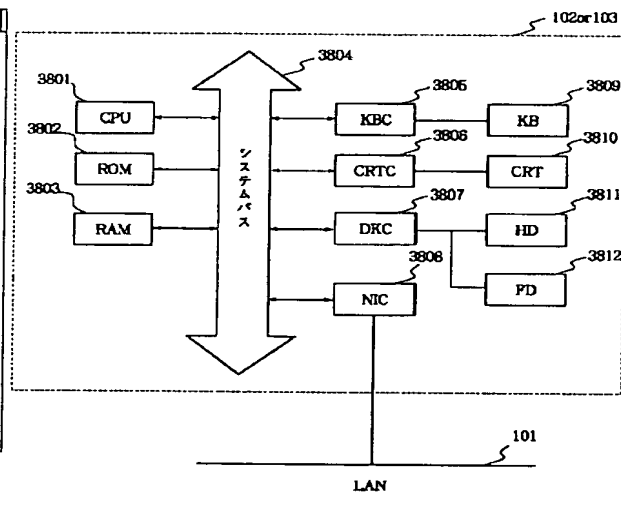 102or103
3804
3801
CPU
3805
KBC
3809
KB
3802
ROM
3806
CRTC
3810
CRT
システムバス
3803
RAM
3807
DKC
3811
HD
3808
NIC
3812
FD
101
LAN